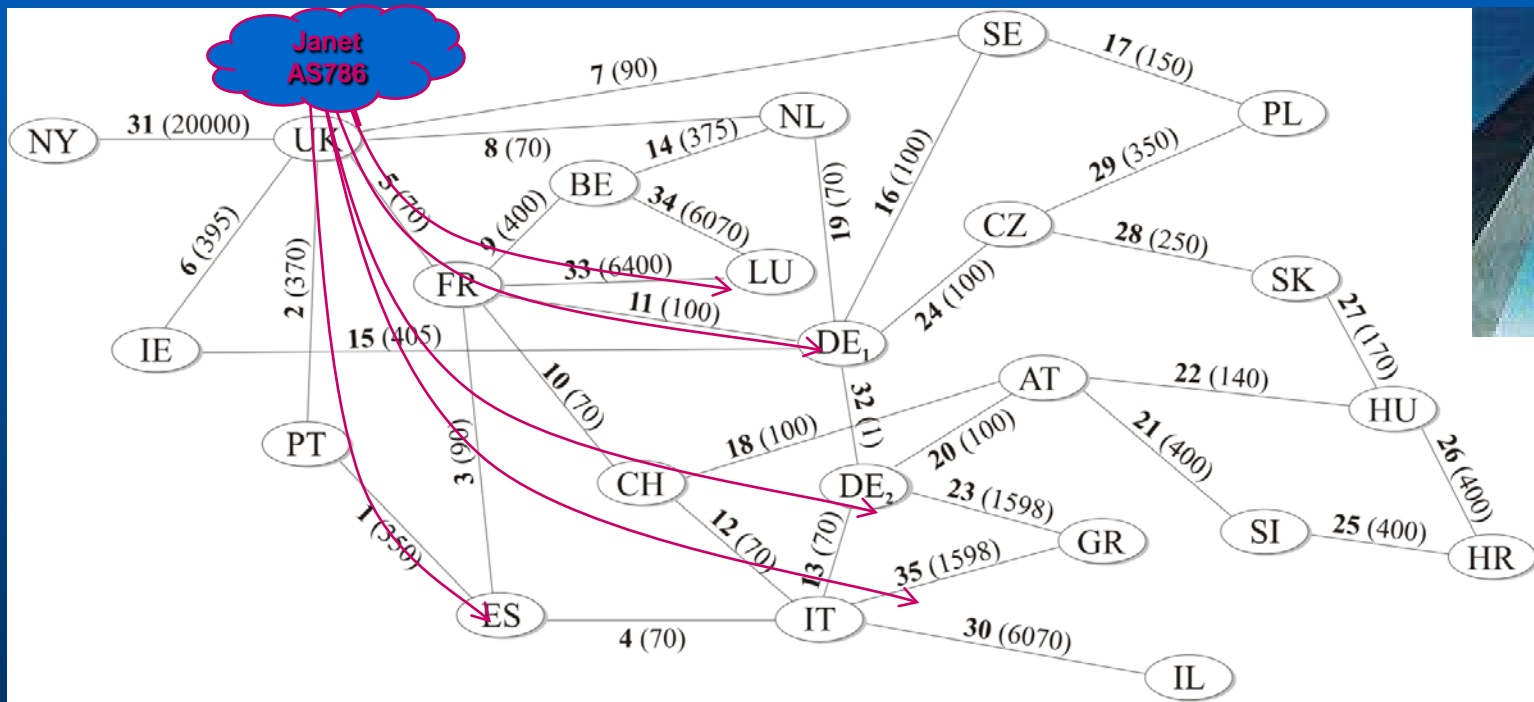 Janet
AS786
SE
17 (150)
7 (90)
PL
NL
NY
31 (20000)
UK
8 (70)
14 (375)
29 (350)
BE
5 (70)
34 (6070)
19 (70)
16 (100)
CZ
28 (250)
9 (400)
6 (395)
2 (370)
FR
33 (6400)
LU
SK
24 (100)
11 (100)
27 (170)
IE
15 (405)
DE1
10 (70)
32 (1)
AT
22 (140)
HU
PT
3 (90)
18 (100)
20 (100)
21 (400)
26 (400)
CH
DE2
23 (1598)
1 (350)
12 (70)
13 (70)
35 (1598)
GR
SI
25 (400)
HR
ES
4 (70)
IT
30 (6070)
IL